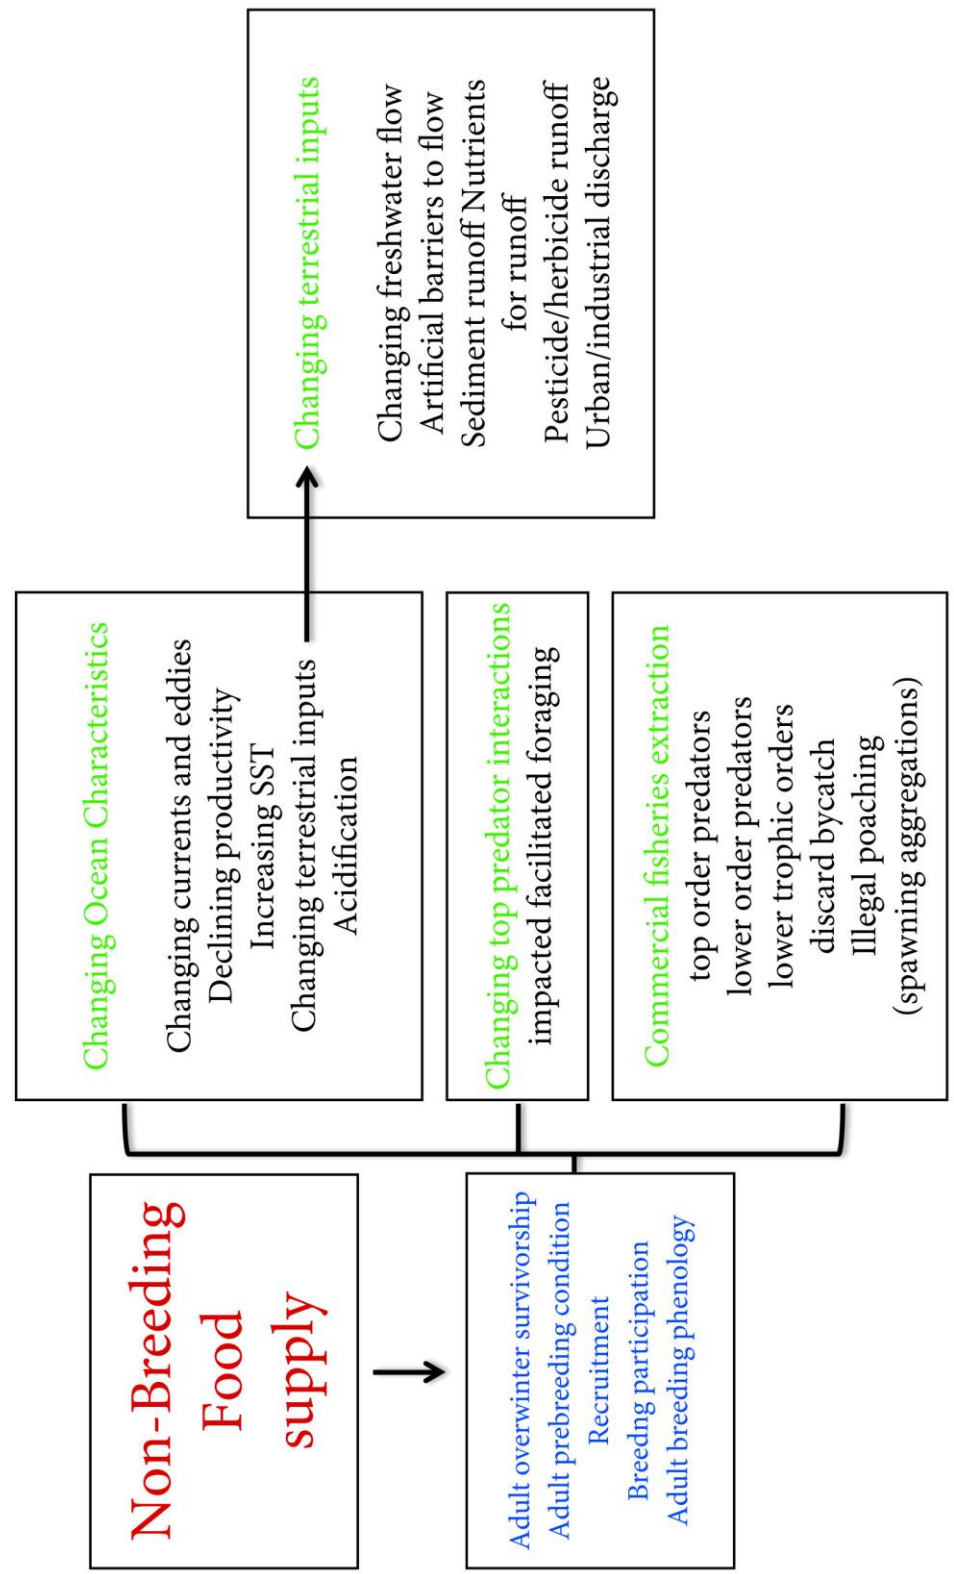 Non-Breeding
Food
supply
Adult overwinter survivorship
Adult prebreeding condition
Recruitment
Breedng participation
Adult breeding phenology
Changing Ocean Characteristics
Changing currents and eddies
Declining productivity
Increasing SST
Changing terrestrial inputs
Acidification
Changing top predator interactions
impacted facilitated foraging
Commercial fisheries extraction
top order predators
lower order predators
lower trophic orders
discard bycatch
Illegal poaching
(spawning aggregations)
Changing terrestrial inputs
Changing freshwater flow
Artificial barriers to flow
Sediment runoff Nutrients
for runoff
Pesticide/herbicide runoff
Urban/industrial discharge